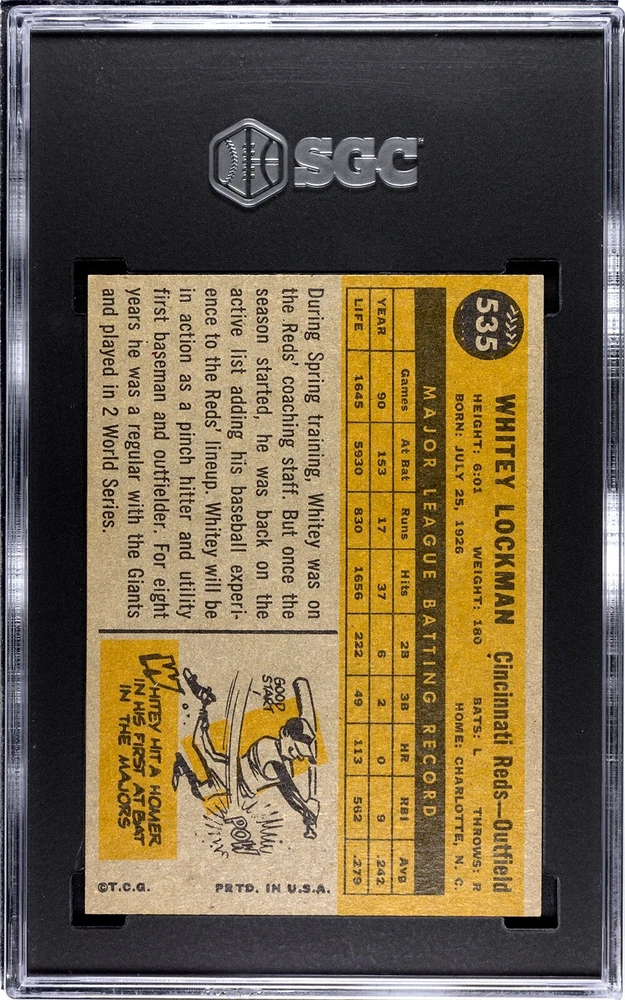 SGC
535
WHITEY LOCKMAN Cincinnati Reds—Outfield
HEIGHT: 6:01 WEIGHT: 180 BATS: L THROWS: R
BORN: JULY 25, 1926 HOME: CHARLOTTE, N. C.
MAJOR LEAGUE BATTING RECORD
Games At Bat Runs Hits 2B 3B HR RBI Avg
YEAR 90 153 17 37 6 2 0 9 .242
LIFE 1645 5930 830 1656 222 49 113 562 .279
During Spring training, Whitey was on
the Reds' coaching staff. But once the
season started, he was back on the
active list adding his baseball experi-
ence to the Reds' lineup. Whitey will be
in action as a pinch hitter and utility
first baseman and outfielder. For eight
years he was a regular with the Giants
and played in 2 World Series.
GOOD
START
POW
WHITEY HIT A HOMER
IN HIS FIRST AT BAT
IN THE MAJORS
©T.C.G. PRTD. IN U.S.A.